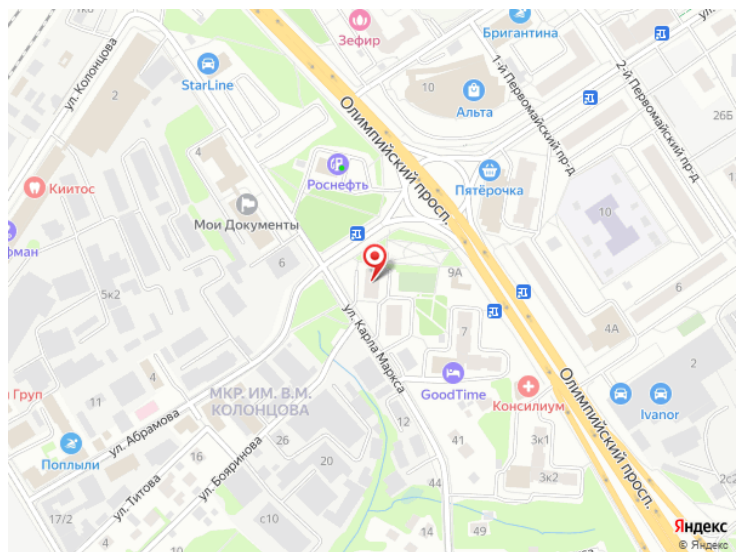 Зефир
Бригантина
StarLine
ул. Колонцова
2
10
Альта
1-й Первомайский пр-д
2-й Первомайский пр-д
26Б
Олимпийский просп.
4
Роснефть
Пятёрочка
Киитос
Мои Документы
10
фман
6
5к2
9А
6
ул. Карла Маркса
7
4А
2
МКР. ИМ. В.М.
КОЛОНЦОВА
GoodTime
Консилиум
Олимпийский просп.
Ivanor
4
Груп
11
ул. Абрамова
12
26
41
3к1
Поплыли
16
20
ул. Бояринова
ул. Титова
44
3к2
2с2
17/2
с10
44
14
49
4
Яндекс
© Яндекс